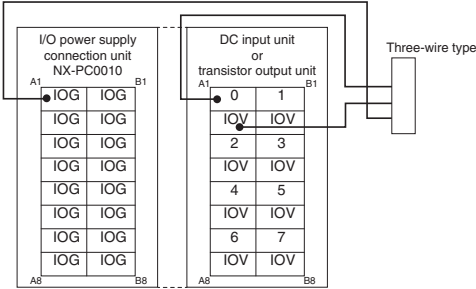 I/O power supply
connection unit
NX-PC0010
A1 B1
IOG IOG
IOG IOG
IOG IOG
IOG IOG
IOG IOG
IOG IOG
IOG IOG
IOG IOG
A8 B8
DC input unit
or
transistor output unit
A1 B1
0 1
IOV IOV
2 3
IOV IOV
4 5
IOV IOV
6 7
IOV IOV
A8 B8
Three-wire type